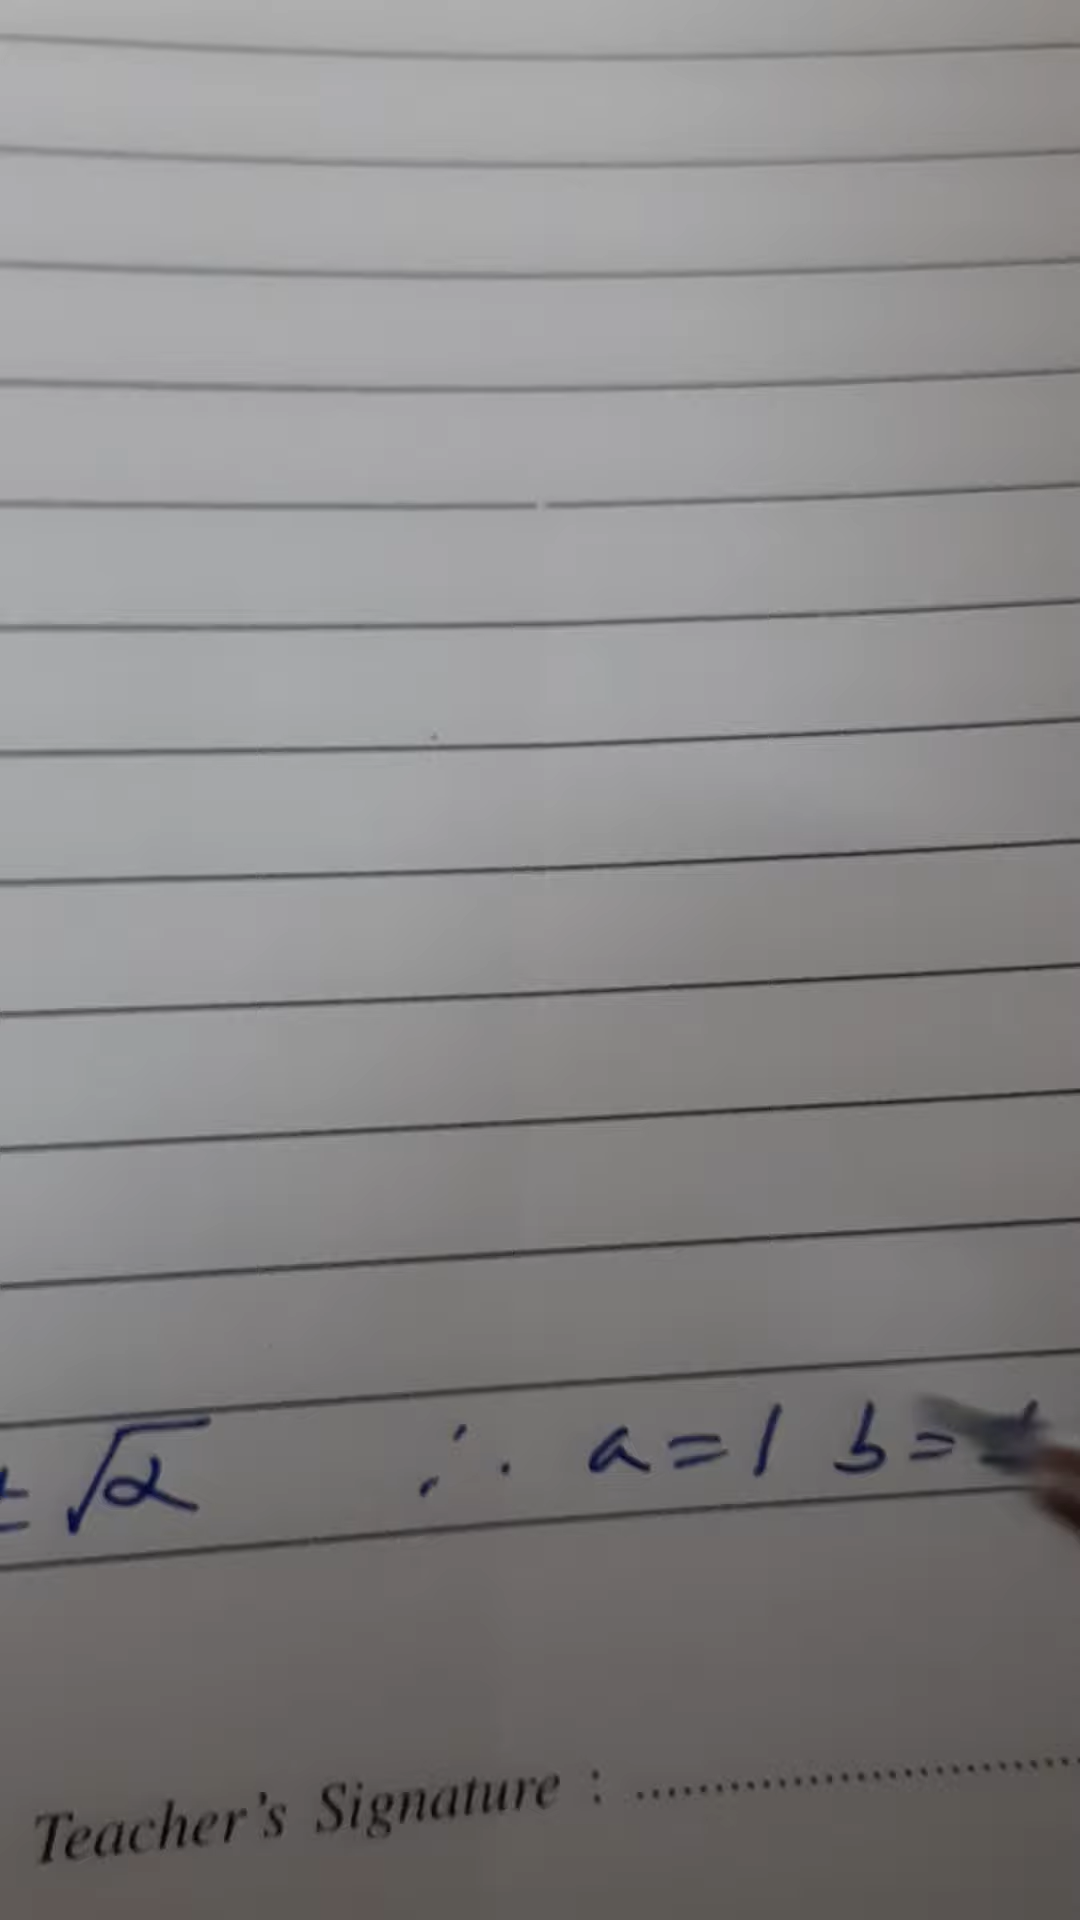 ± √2 ∴ a=1 b=
Teacher's Signature : ....................